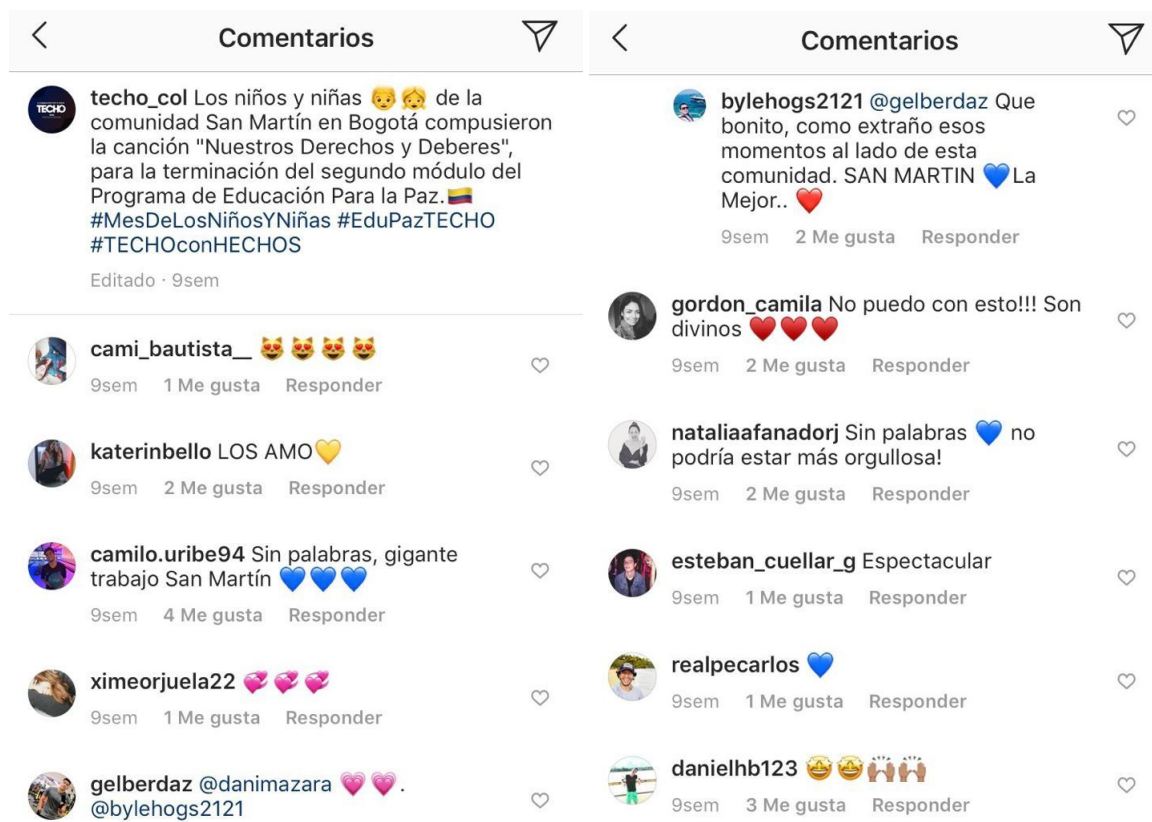 Comentarios
TECHO
techo_col Los niños y niñas 👦👧 de la
comunidad San Martín en Bogotá compusieron
la canción "Nuestros Derechos y Deberes",
para la terminación del segundo módulo del
Programa de Educación Para la Paz.🇨🇴
#MesDeLosNiñosYNiñas #EduPazTECHO
#TECHOconHECHOS
Editado · 9sem
cami_bautista__ 😻😻😻😻
9sem 1 Me gusta Responder
katerinbello LOS AMO💛
9sem 2 Me gusta Responder
camilo.uribe94 Sin palabras, gigante
trabajo San Martín 💙💙💙
9sem 4 Me gusta Responder
ximeorjuela22 💞💞💞
9sem 1 Me gusta Responder
gelberdaz @danimazara 💗💗.
@bylehogs2121
Comentarios
bylehogs2121 @gelberdaz Que
bonito, como extraño esos
momentos al lado de esta
comunidad. SAN MARTIN 💙La
Mejor.. ❤️
9sem 2 Me gusta Responder
gordon_camila No puedo con esto!!! Son
divinos ♥️♥️♥️
9sem 2 Me gusta Responder
nataliaafanadorj Sin palabras 💙 no
podría estar más orgullosa!
9sem 2 Me gusta Responder
esteban_cuellar_g Espectacular
9sem 1 Me gusta Responder
realpecarlos 💙
9sem 1 Me gusta Responder
danielhb123 🤩🤩🙌🏽🙌🏽
9sem 3 Me gusta Responder